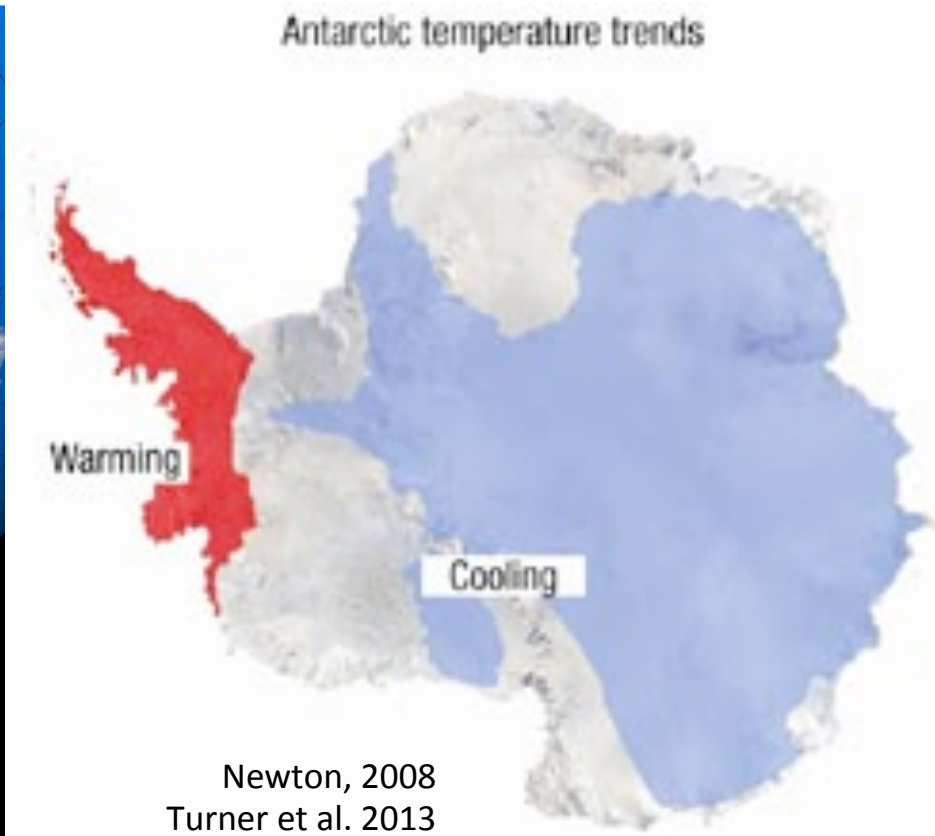 Antarctic temperature trends
Warming
Cooling
Newton, 2008
Turner et al. 2013